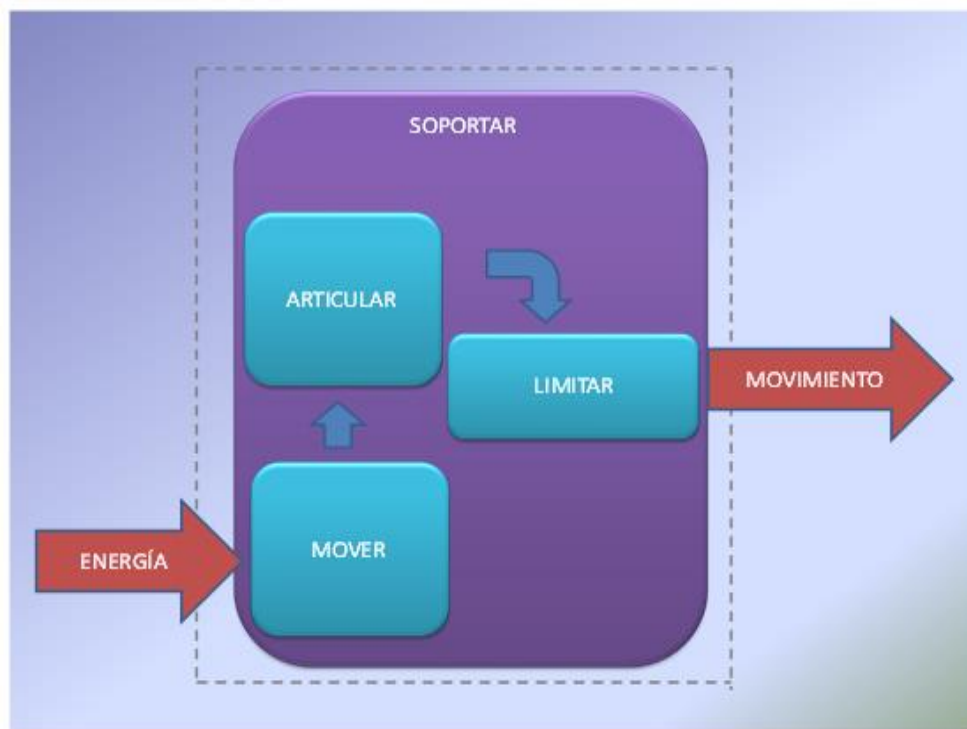 SOPORTAR
ARTICULAR
LIMITAR
MOVIMIENTO
MOVER
ENERGÍA